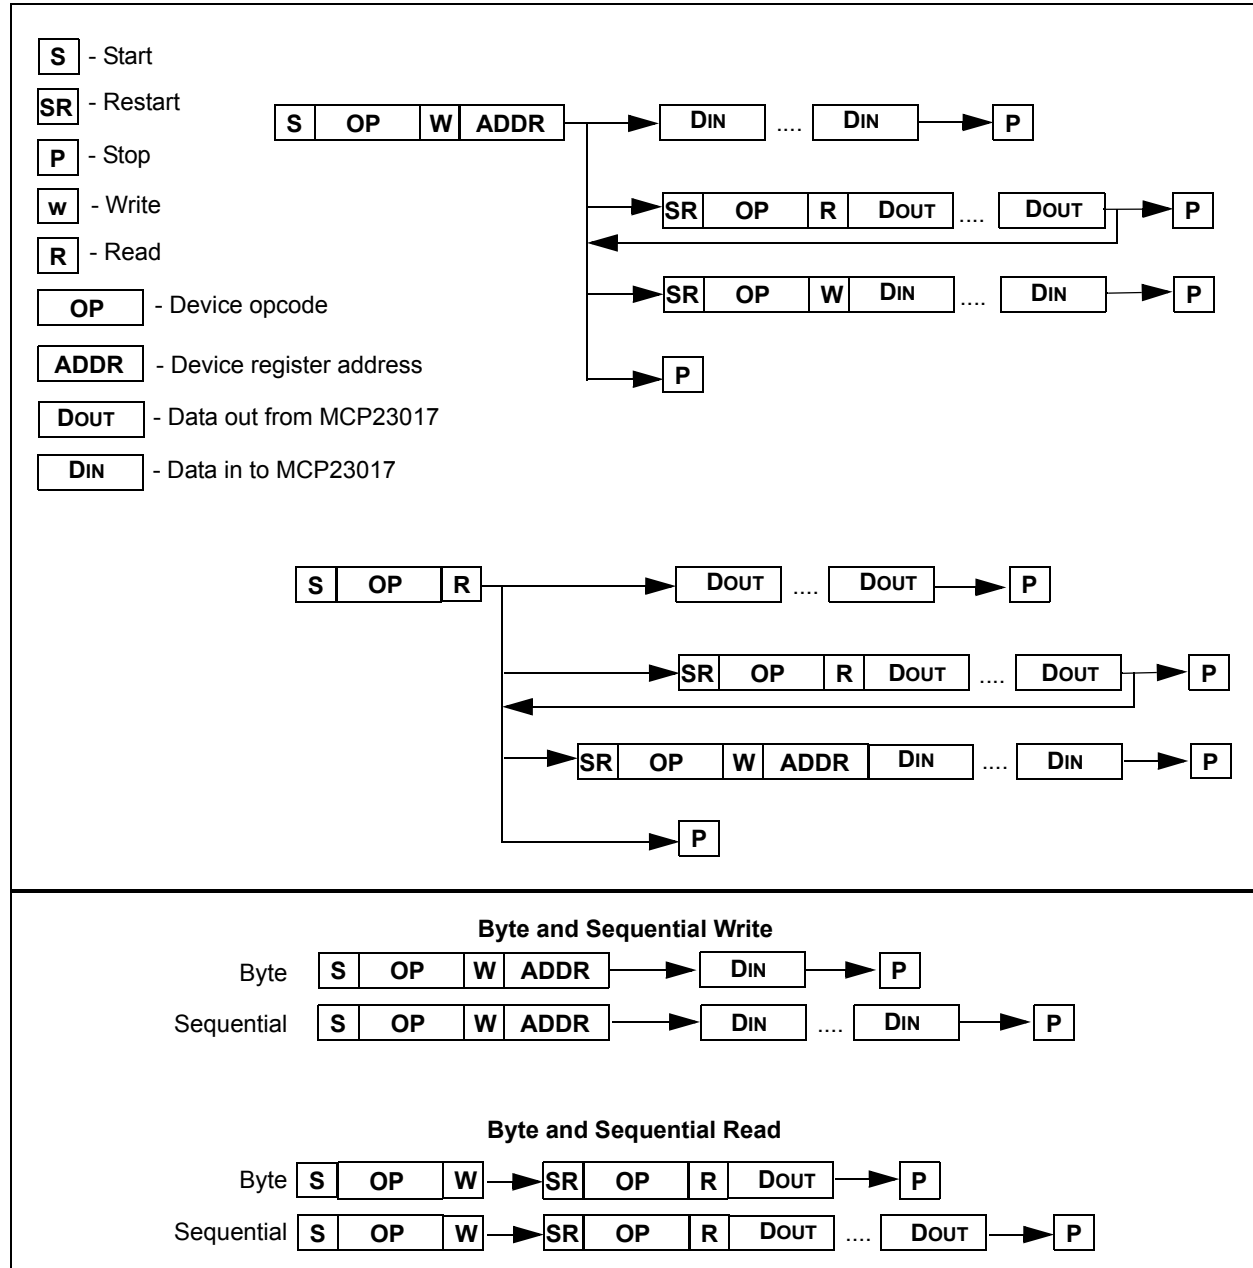 S - Start
SR - Restart
S OP W ADDR DIN .... DIN P
P - Stop
w - Write
SR OP R DOUT .... DOUT P
R - Read
SR OP W DIN .... DIN P
OP - Device opcode
ADDR - Device register address
P
DOUT - Data out from MCP23017
DIN - Data in to MCP23017
S OP R DOUT .... DOUT P
SR OP R DOUT .... DOUT P
SR OP W ADDR DIN .... DIN P
P
Byte and Sequential Write
Byte S OP W ADDR DIN P
Sequential S OP W ADDR DIN .... DIN P
Byte and Sequential Read
Byte S OP W SR OP R DOUT P
Sequential S OP W SR OP R DOUT .... DOUT P